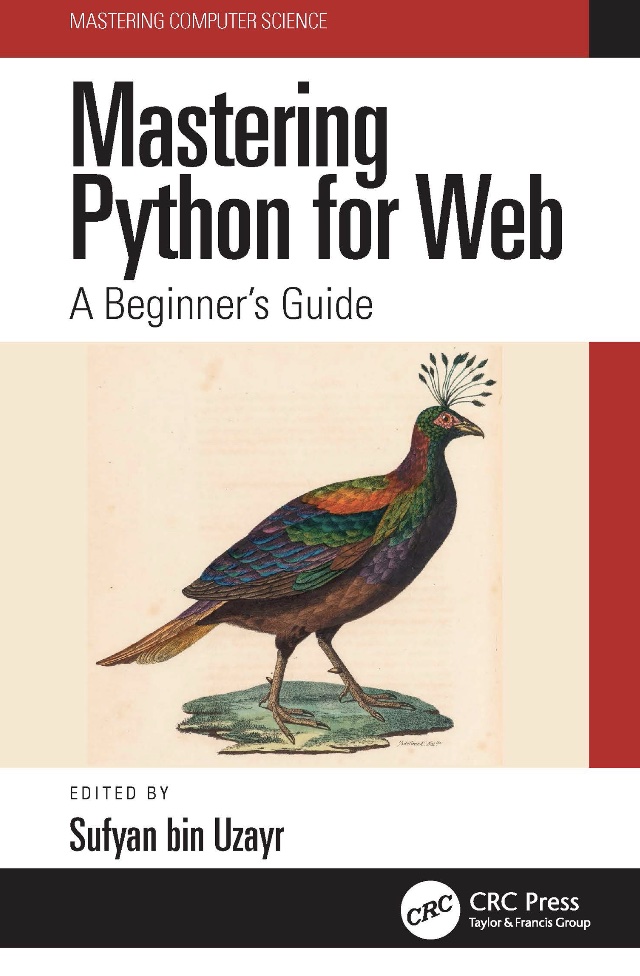 MASTERING COMPUTER SCIENCE
Mastering
Python for Web
A Beginner's Guide
EDITED BY
Sufyan bin Uzayr
CRC
CRC Press
Taylor & Francis Group